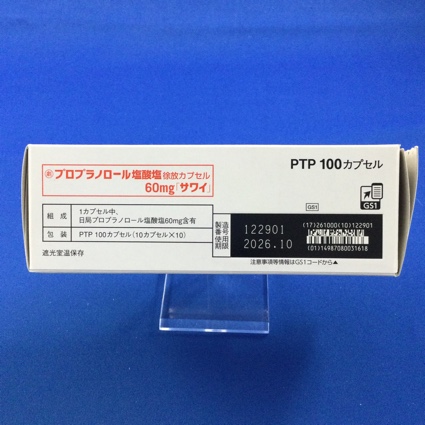 PTP 100カプセル
プロプラノロール塩酸塩徐放カプセル
60mg「サワイ」
GS1
GS1
組成 1カプセル中、
日局プロプラノロール塩酸塩60mg含有
包装 PTP 100カプセル(10カプセル×10)
製造番号 122901
使用期限 2026.10
(17)261000(10)122901
(01)14987080031618
遮光室温保存
注意事項等情報はGS1コードから▲